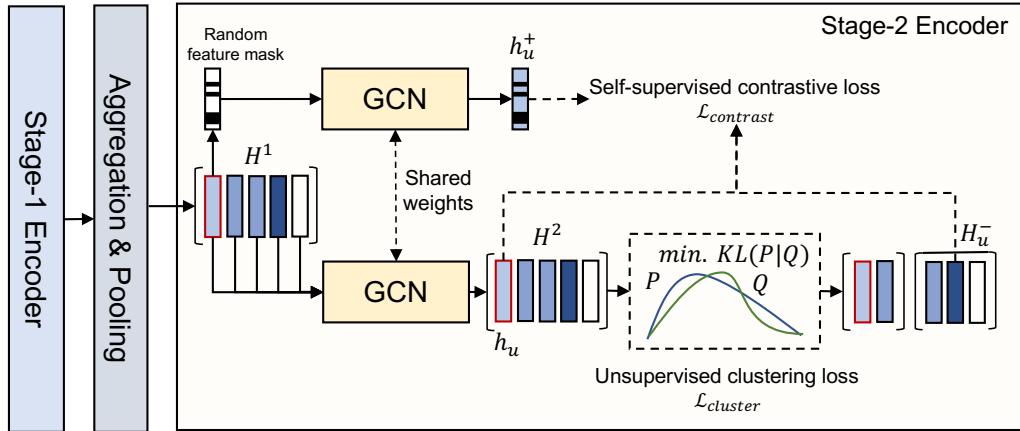 Stage-1 Encoder
Aggregation & Pooling
Stage-2 Encoder
Random
feature mask
GCN
h_u^+
Self-supervised contrastive loss
ℒ_contrast
H^1
Shared
weights
GCN
H^2
h_u
min. KL(P|Q)
P
Q
H_u^-
Unsupervised clustering loss
ℒ_cluster